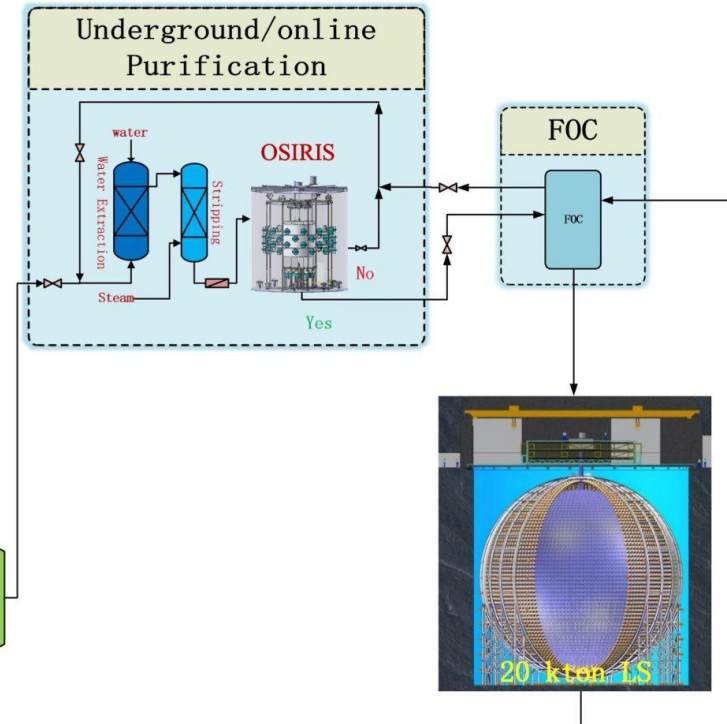 Underground/online
Purification
water
Water Extraction
Stripping
OSIRIS
Steam
No
Yes
FOC
FOC
20 kton LS